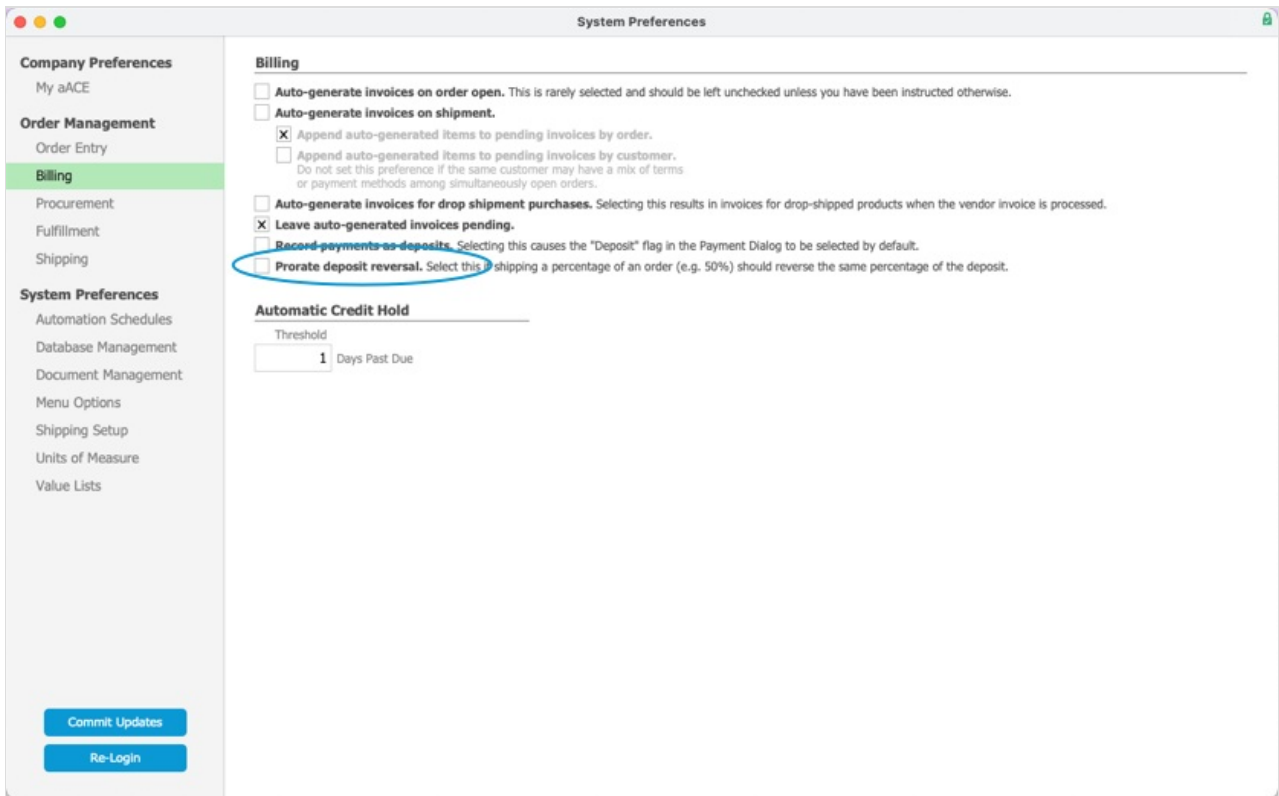 System Preferences
Company Preferences
My aACE
Order Management
Order Entry
Billing
Procurement
Fulfillment
Shipping
System Preferences
Automation Schedules
Database Management
Document Management
Menu Options
Shipping Setup
Units of Measure
Value Lists
Commit Updates
Re-Login
Billing
Auto-generate invoices on order open. This is rarely selected and should be left unchecked unless you have been instructed otherwise.
Auto-generate invoices on shipment.
X Append auto-generated items to pending invoices by order.
Append auto-generated items to pending invoices by customer.
Do not set this preference if the same customer may have a mix of terms
or payment methods among simultaneously open orders.
Auto-generate invoices for drop shipment purchases. Selecting this results in invoices for drop-shipped products when the vendor invoice is processed.
X Leave auto-generated invoices pending.
Record payments as deposits. Selecting this causes the "Deposit" flag in the Payment Dialog to be selected by default.
Prorate deposit reversal. Select this if shipping a percentage of an order (e.g. 50%) should reverse the same percentage of the deposit.
Automatic Credit Hold
Threshold
1 Days Past Due